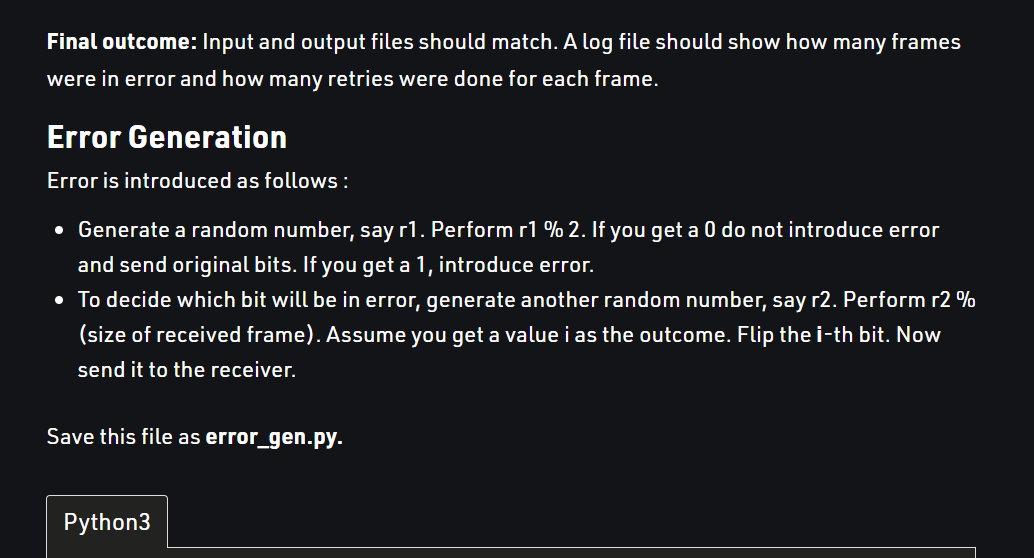 Final outcome: Input and output files should match. A log file should show how many frames
were in error and how many retries were done for each frame.
Error Generation
Error is introduced as follows :
• Generate a random number, say r1. Perform r1 % 2. If you get a 0 do not introduce error
and send original bits. If you get a 1, introduce error.
• To decide which bit will be in error, generate another random number, say r2. Perform r2 %
(size of received frame). Assume you get a value i as the outcome. Flip the i-th bit. Now
send it to the receiver.
Save this file as error_gen.py.
Python3